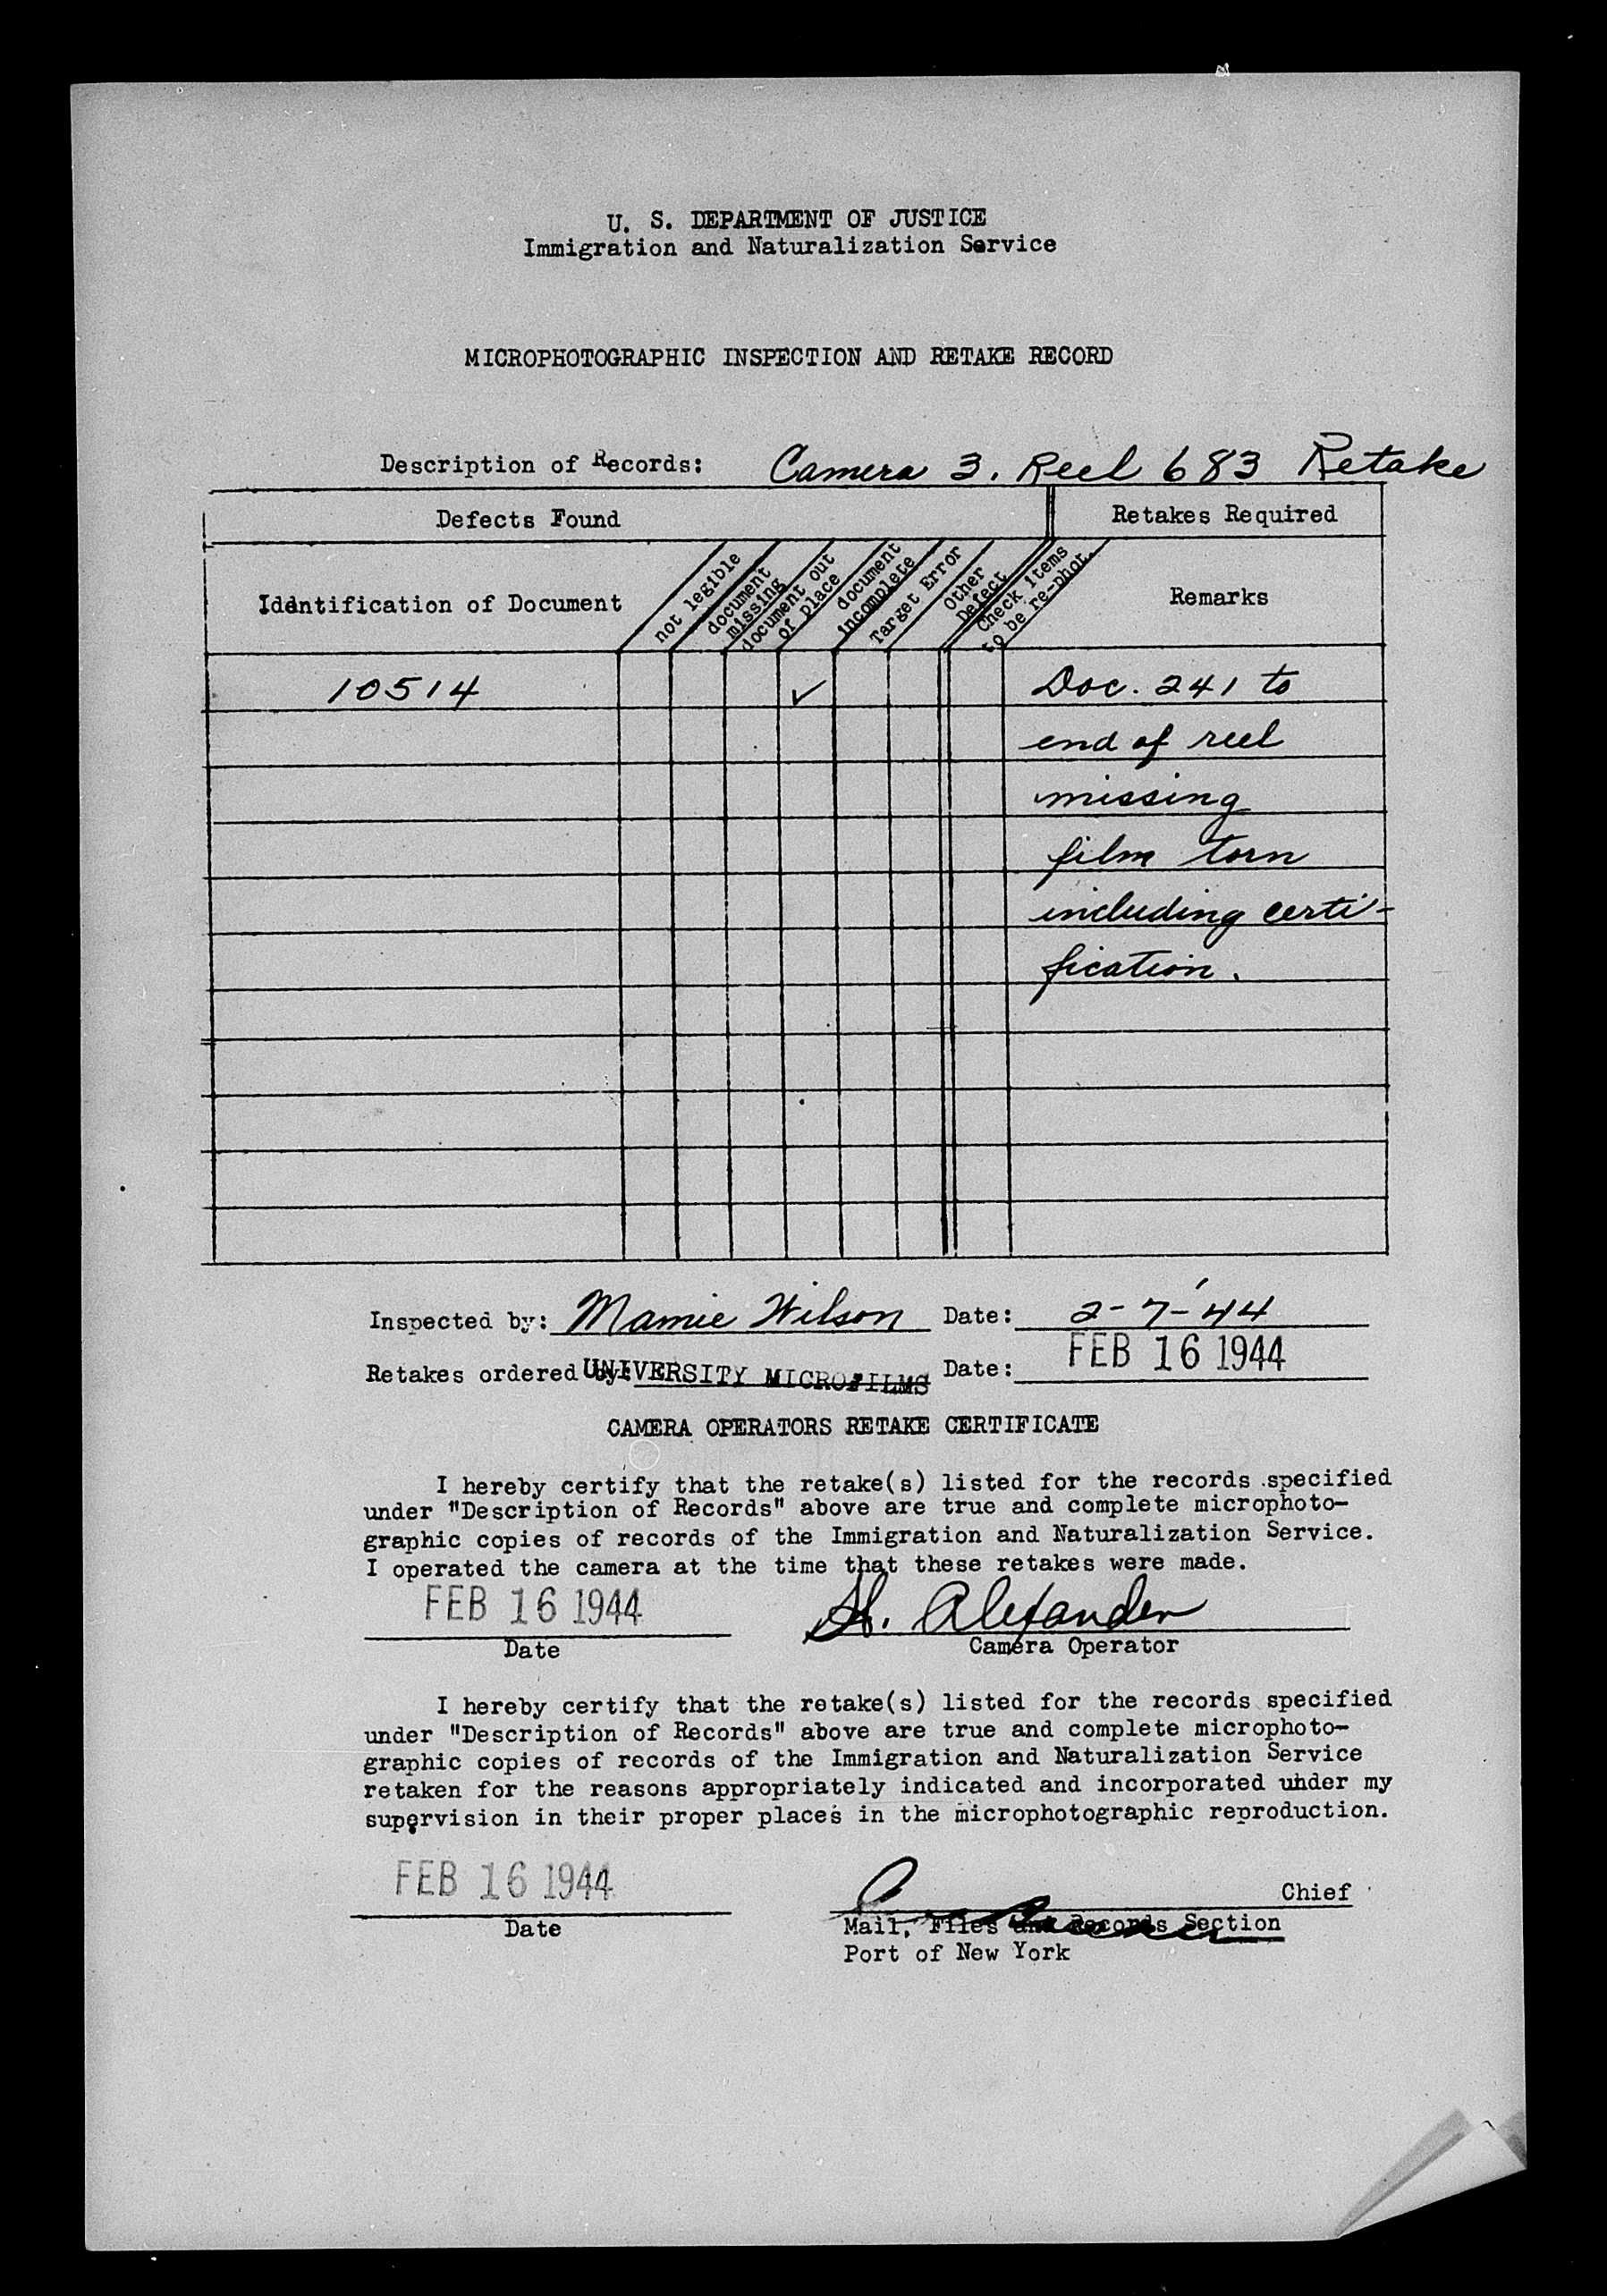 U. S. DEPARTMENT OF JUSTICE
Immigration and Naturalization Service
MICROPHOTOGRAPHIC INSPECTION AND RETAKE RECORD
Description of Records: Camera 3. Reel 683 Retake
Defects Found Retakes Required
Identification of Document
not legible
document missing
document out of place
document incomplete
Target Error
Other Defect
Check items to be re-phot.
Remarks
10514 ✓ Doc. 241 to
end of reel
missing
film torn
including certi-
fication.
Inspected by: Mamie Wilson Date: 2-7-'44
Retakes ordered by: UNIVERSITY MICROFILMS Date: FEB 16 1944
CAMERA OPERATORS RETAKE CERTIFICATE
I hereby certify that the retake(s) listed for the records specified
under "Description of Records" above are true and complete microphoto-
graphic copies of records of the Immigration and Naturalization Service.
I operated the camera at the time that these retakes were made.
FEB 16 1944 H. Alexander
Date Camera Operator
I hereby certify that the retake(s) listed for the records specified
under "Description of Records" above are true and complete microphoto-
graphic copies of records of the Immigration and Naturalization Service
retaken for the reasons appropriately indicated and incorporated under my
supervision in their proper places in the microphotographic reproduction.
FEB 16 1944 Chief
Date Mail, Files and Records Section
Port of New York